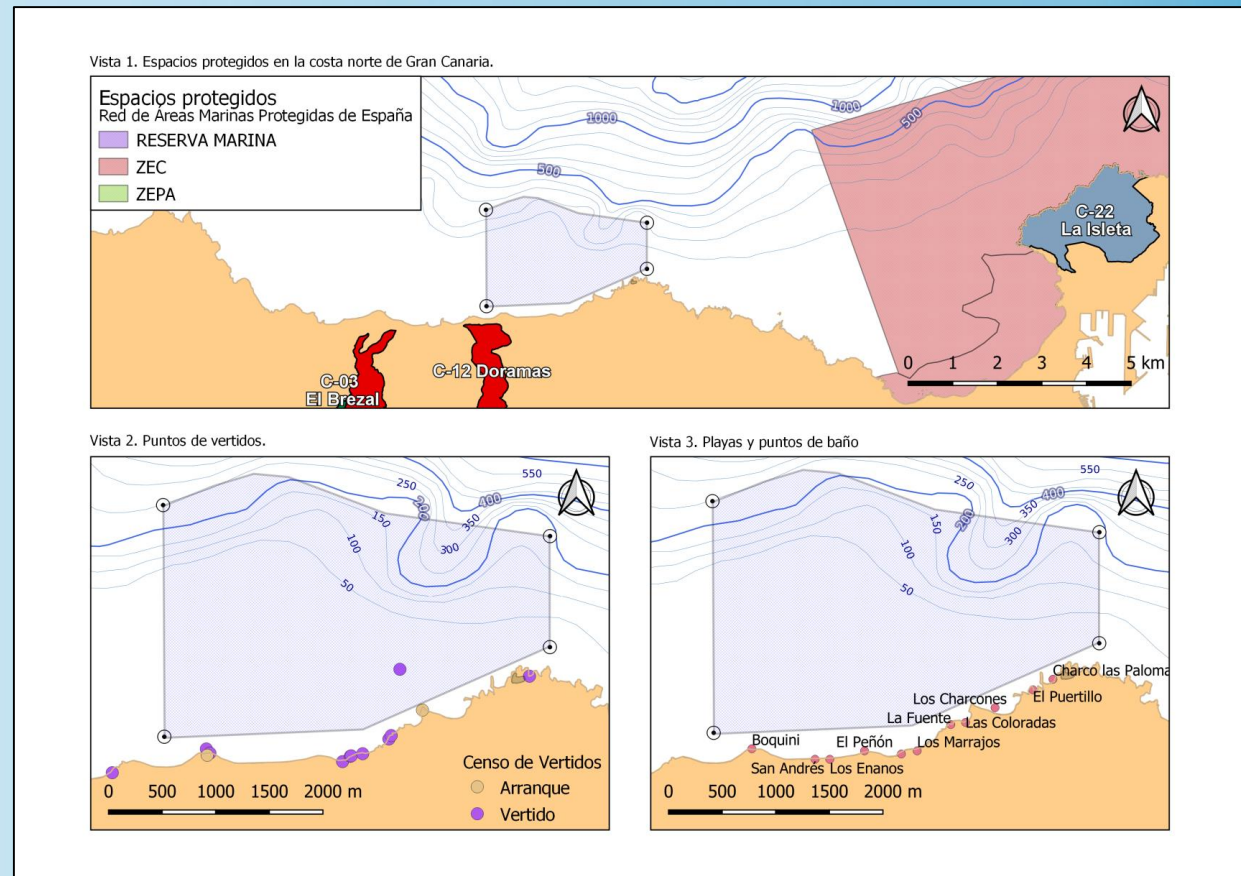 Vista 1. Espacios protegidos en la costa norte de Gran Canaria.
Espacios protegidos
Red de Areas Marinas Protegidas de España
RESERVA MARINA
ZEC
ZEPA
1000
1000
500
500
C-22
La Isleta
C-03
El Brezal
C-12 Doramas
0 1 2 3 4 5 km
Vista 2. Puntos de vertidos.
550
250
200
400
150
350
100
300
50
Censo de Vertidos
Arranque
Vertido
0 500 1000 1500 2000 m
Vista 3. Playas y puntos de baño
550
250
400
200
350
150
300
100
50
Charco las Paloma
El Puertillo
Los Charcones
La Fuente
Las Coloradas
Boquini
El Peñón
Los Marrajos
San Andrés
Los Enanos
0 500 1000 1500 2000 m